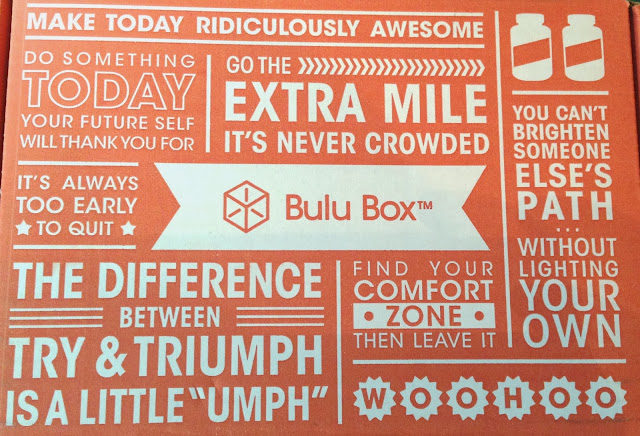 MAKE TODAY RIDICULOUSLY AWESOME
DO SOMETHING
TODAY
YOUR FUTURE SELF
WILL THANK YOU FOR
GO THE
EXTRA MILE
IT'S NEVER CROWDED
IT'S ALWAYS
TOO EARLY
TO QUIT
Bulu Box™
YOU CAN'T
BRIGHTEN
SOMEONE
ELSE'S
PATH
...
WITHOUT
LIGHTING
YOUR
OWN
THE DIFFERENCE
BETWEEN
TRY & TRIUMPH
IS A LITTLE "UMPH"
FIND YOUR
COMFORT
ZONE
THEN LEAVE IT
WOOHOO